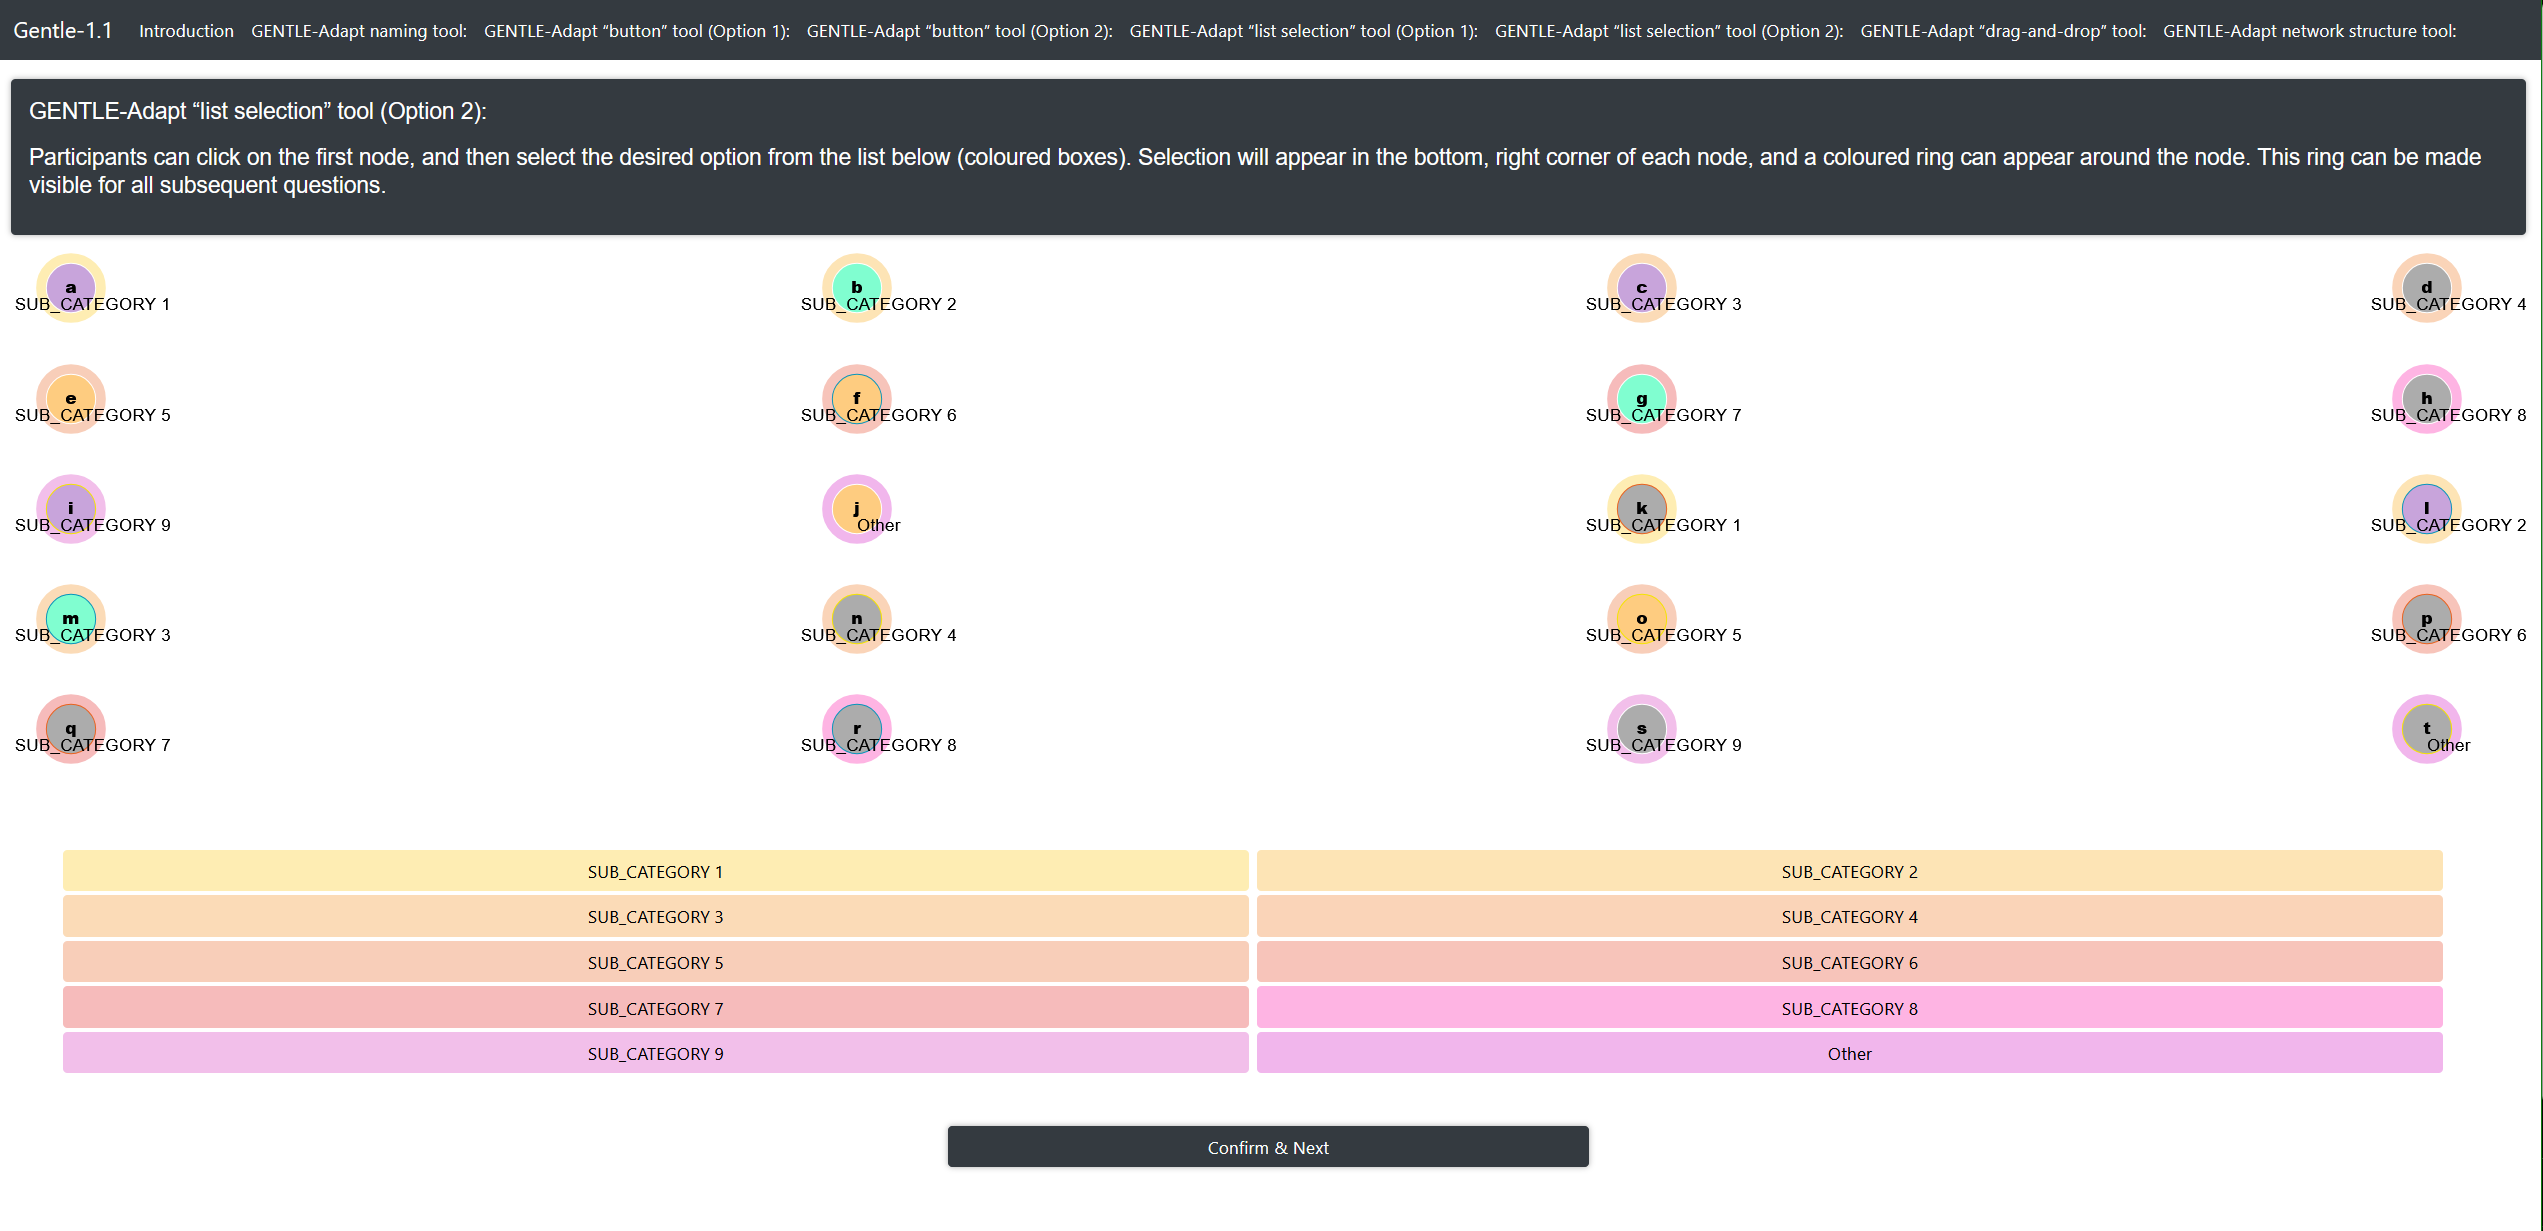 Gentle-1.1 Introduction GENTLE-Adapt naming tool: GENTLE-Adapt “button” tool (Option 1): GENTLE-Adapt “button” tool (Option 2): GENTLE-Adapt “list selection” tool (Option 1): GENTLE-Adapt “list selection” tool (Option 2): GENTLE-Adapt “drag-and-drop” tool: GENTLE-Adapt network structure tool:
GENTLE-Adapt “list selection” tool (Option 2):
Participants can click on the first node, and then select the desired option from the list below (coloured boxes). Selection will appear in the bottom, right corner of each node, and a coloured ring can appear around the node. This ring can be made
visible for all subsequent questions.
a b c d
SUB_CATEGORY 1 SUB_CATEGORY 2 SUB_CATEGORY 3 SUB_CATEGORY 4
e f g h
SUB_CATEGORY 5 SUB_CATEGORY 6 SUB_CATEGORY 7 SUB_CATEGORY 8
i j k l
SUB_CATEGORY 9 Other SUB_CATEGORY 1 SUB_CATEGORY 2
m n o p
SUB_CATEGORY 3 SUB_CATEGORY 4 SUB_CATEGORY 5 SUB_CATEGORY 6
q r s t
SUB_CATEGORY 7 SUB_CATEGORY 8 SUB_CATEGORY 9 Other
SUB_CATEGORY 1 SUB_CATEGORY 2
SUB_CATEGORY 3 SUB_CATEGORY 4
SUB_CATEGORY 5 SUB_CATEGORY 6
SUB_CATEGORY 7 SUB_CATEGORY 8
SUB_CATEGORY 9 Other
Confirm & Next